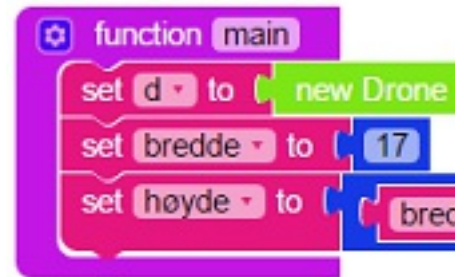 function main
set d to new Drone
set bredde to 17
set høyde to